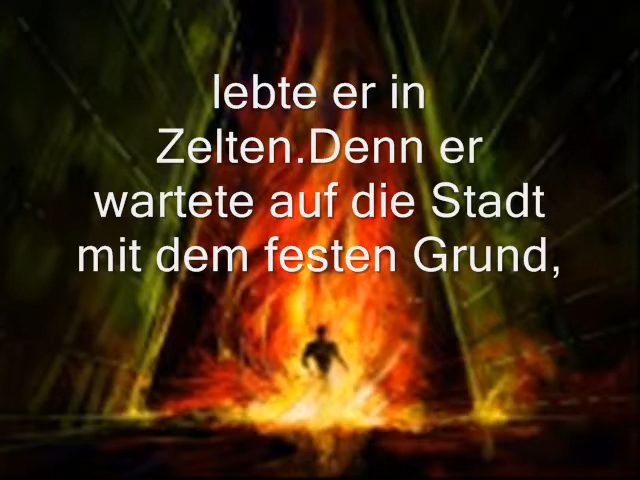 lebte er in
Zelten.Denn er
wartete auf die Stadt
mit dem festen Grund,